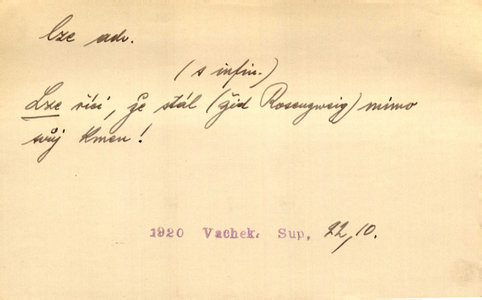 lze adv.
(s infin.)
Lze říci, že stál (žid Rosenzweig) mimo
svůj kmen!
1920 Vachek. Sup, 22/10.